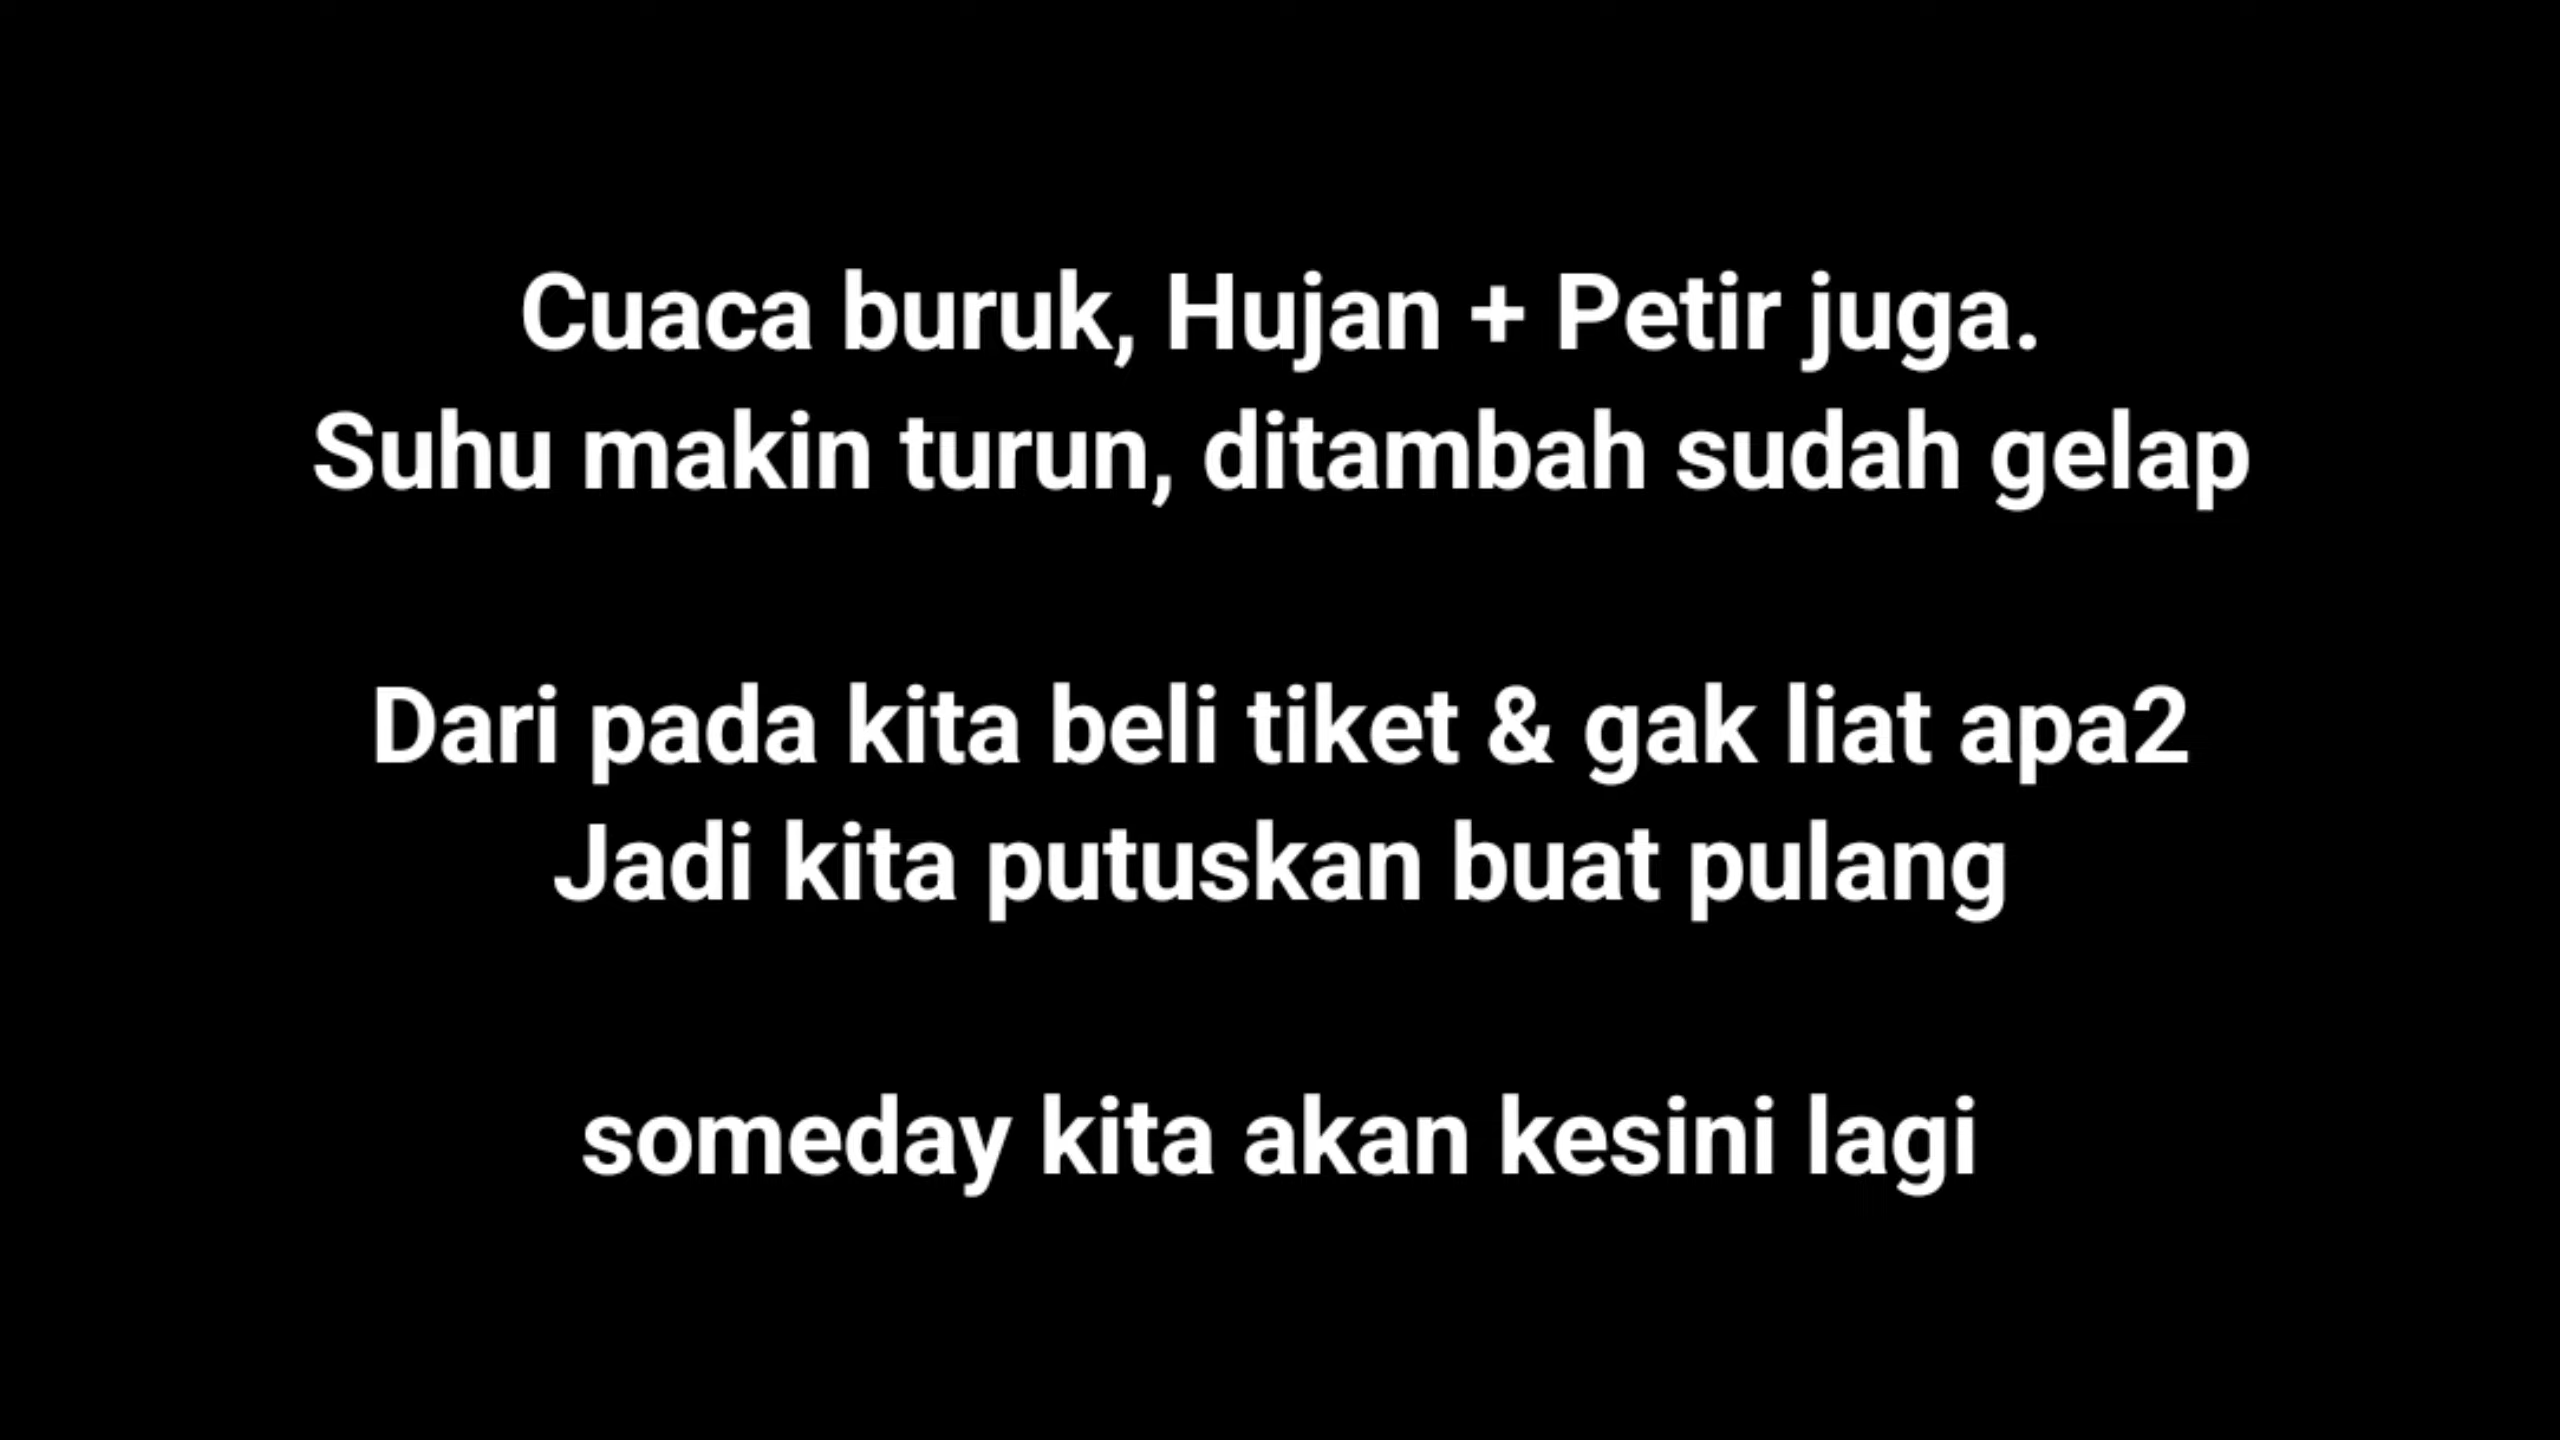 Cuaca buruk, Hujan + Petir juga.
Suhu makin turun, ditambah sudah gelap
Dari pada kita beli tiket & gak liat apa2
Jadi kita putuskan buat pulang
someday kita akan kesini lagi